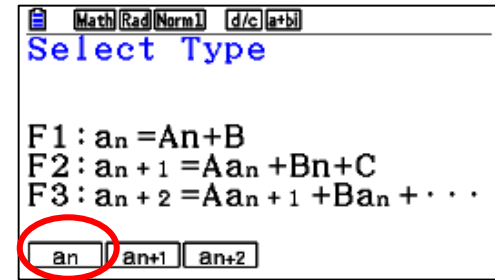 Math Rad Norm1 d/c a+bi
Select Type
F1:an=An+B
F2:an+1=Aan+Bn+C
F3:an+2=Aan+1+Ban+···
an an+1 an+2